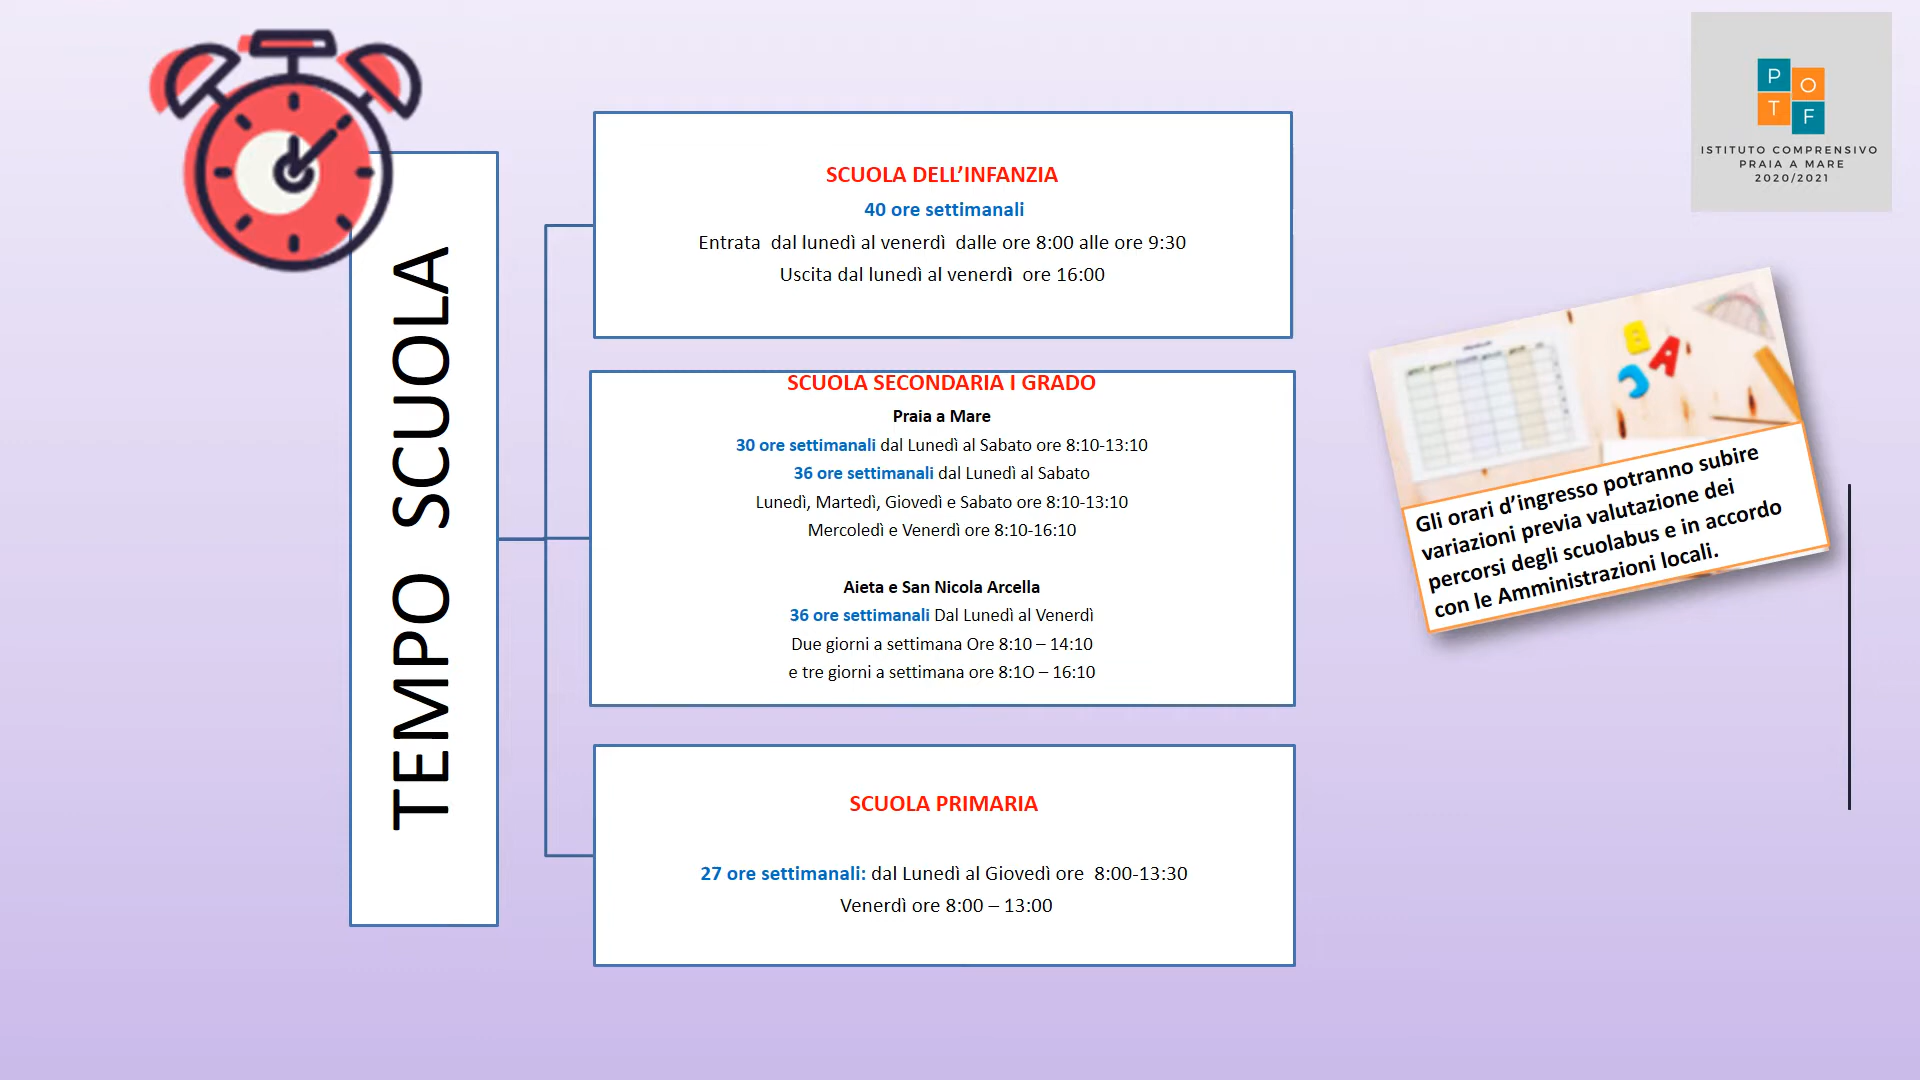 TEMPO SCUOLA
SCUOLA DELL’INFANZIA
40 ore settimanali
Entrata dal lunedì al venerdì dalle ore 8:00 alle ore 9:30
Uscita dal lunedì al venerdì ore 16:00
SCUOLA SECONDARIA I GRADO
Praia a Mare
30 ore settimanali dal Lunedì al Sabato ore 8:10-13:10
36 ore settimanali dal Lunedì al Sabato
Lunedì, Martedì, Giovedì e Sabato ore 8:10-13:10
Mercoledì e Venerdì ore 8:10-16:10
Aieta e San Nicola Arcella
36 ore settimanali Dal Lunedì al Venerdì
Due giorni a settimana Ore 8:10 – 14:10
e tre giorni a settimana ore 8:1O – 16:10
SCUOLA PRIMARIA
27 ore settimanali: dal Lunedì al Giovedì ore 8:00-13:30
Venerdì ore 8:00 – 13:00
P O
T F
ISTITUTO COMPRENSIVO
PRAIA A MARE
2020/2021
B A C
Gli orari d’ingresso potranno subire
variazioni previa valutazione dei
percorsi degli scuolabus e in accordo
con le Amministrazioni locali.